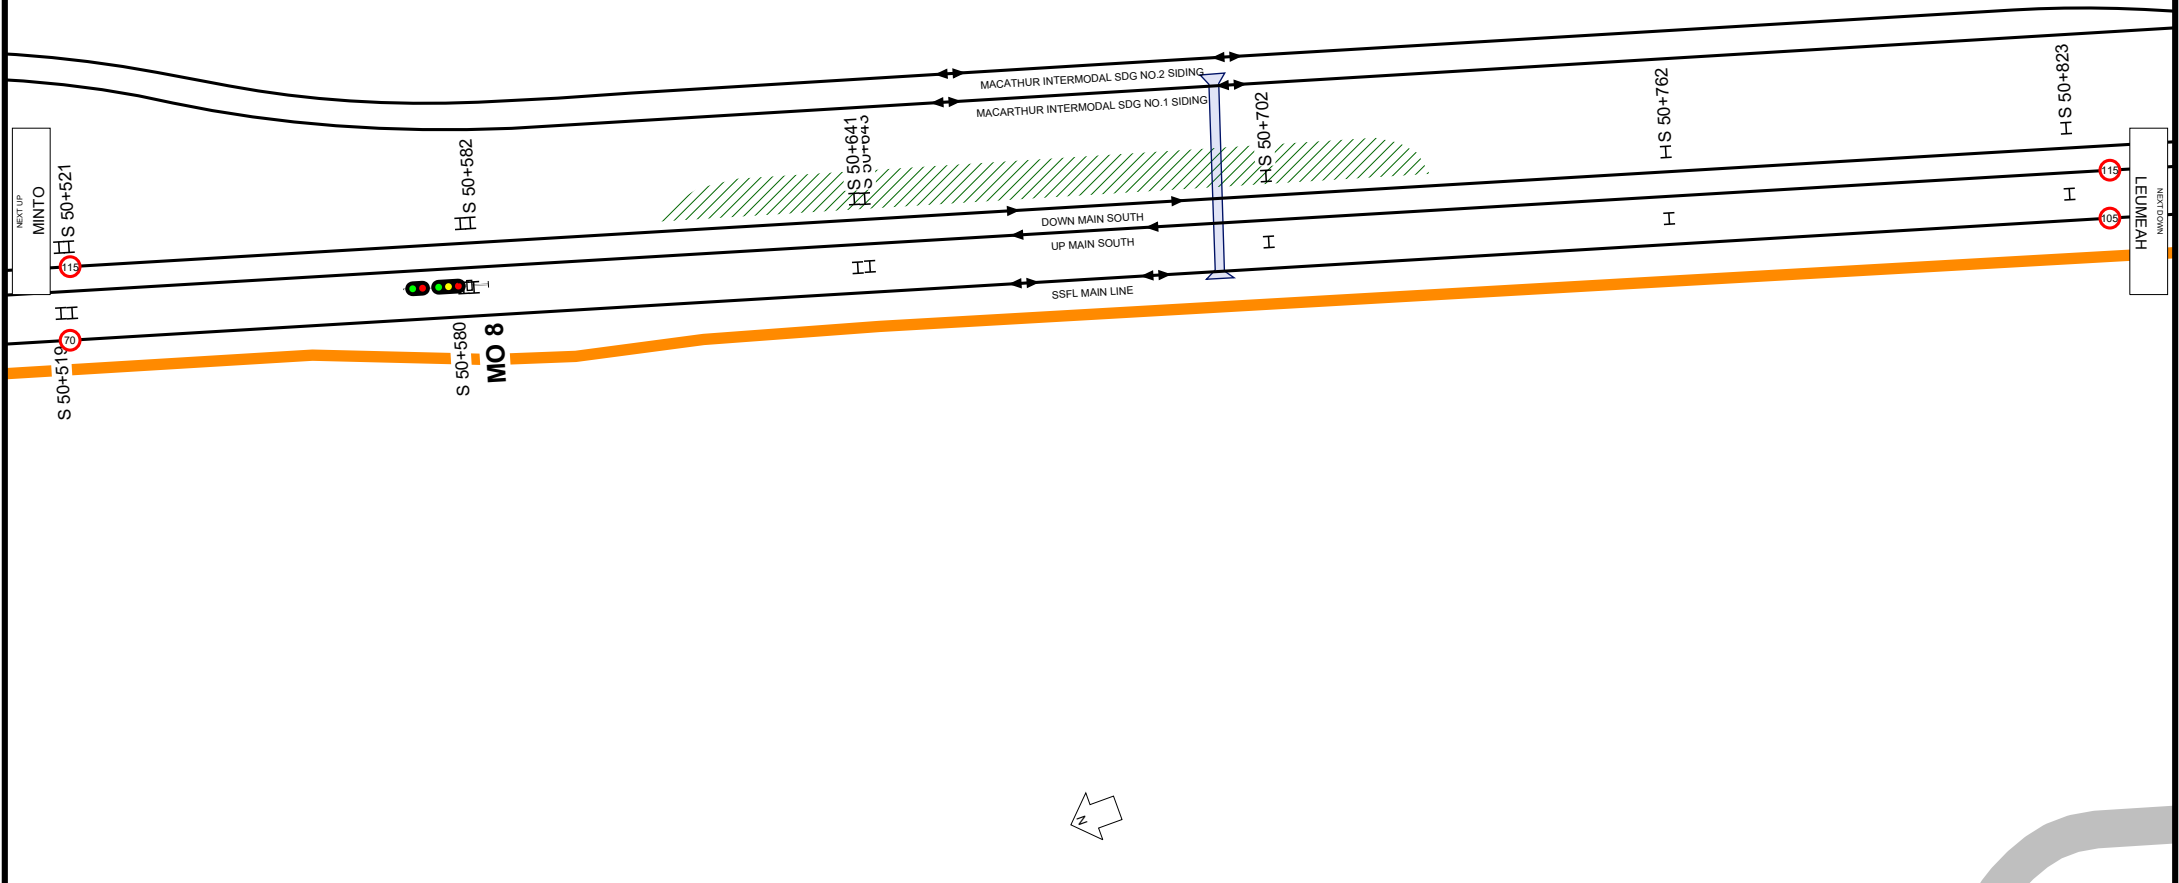 MACATHUR INTERMODAL SDG NO.2 SIDING
MACARTHUR INTERMODAL SDG NO.1 SIDING
NEXT UP
MINTO
S 50+521
S 50+582
S 50+641
S 50+643
S 50+702
S 50+762
S 50+823
115
DOWN MAIN SOUTH
UP MAIN SOUTH
SSFL MAIN LINE
115
105
LEUMEAH
NEXT DOWN
70
S 50+519
S 50+580
MO 8
N